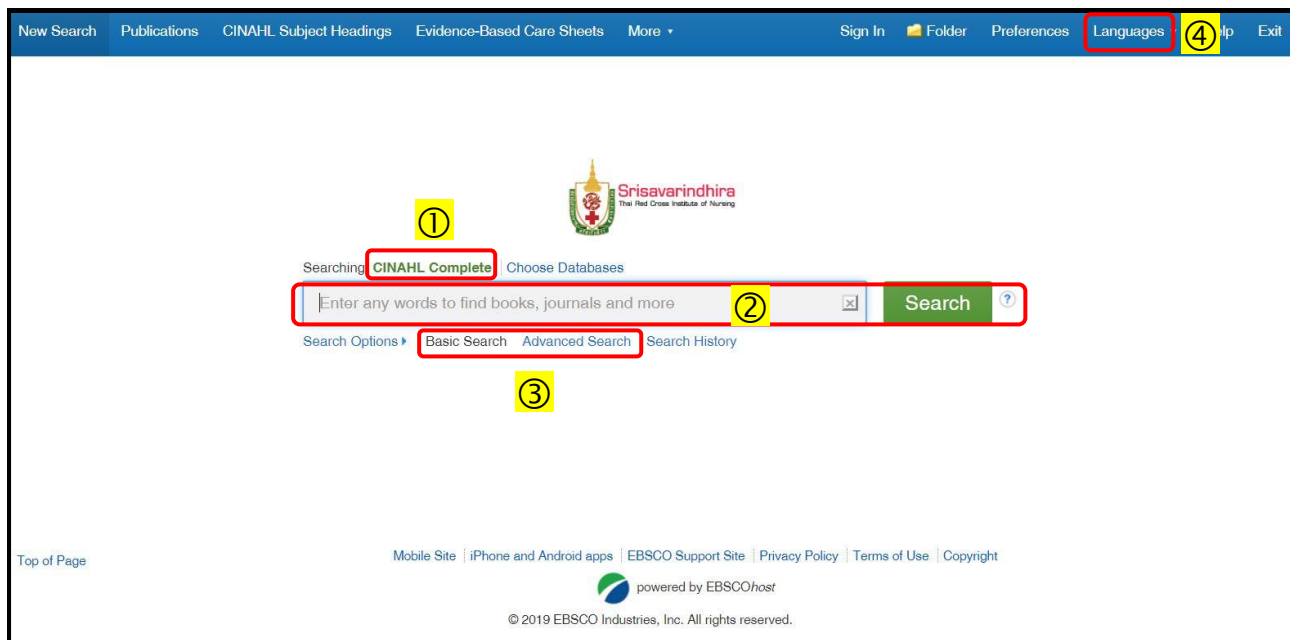 New Search Publications CINAHL Subject Headings Evidence-Based Care Sheets More Sign In Folder Preferences Languages ④ lp Exit
Srisavarindhira
Thai Red Cross Institute of Nursing
①
Searching: CINAHL Complete Choose Databases
Enter any words to find books, journals and more ② Search ?
Search Options Basic Search Advanced Search Search History
③
Top of Page
Mobile Site iPhone and Android apps EBSCO Support Site Privacy Policy Terms of Use Copyright
powered by EBSCOhost
© 2019 EBSCO Industries, Inc. All rights reserved.